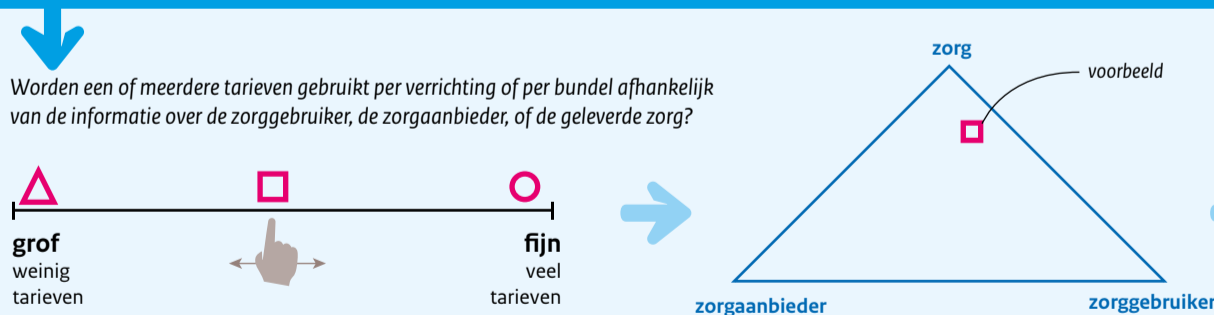 Worden een of meerdere tarieven gebruikt per verrichting of per bundel afhankelijk
van de informatie over de zorggebruiker, de zorgaanbieder, of de geleverde zorg?
grof
weinig
tarieven
fijn
veel
tarieven
zorg
voorbeeld
zorgaanbieder
zorggebruiker